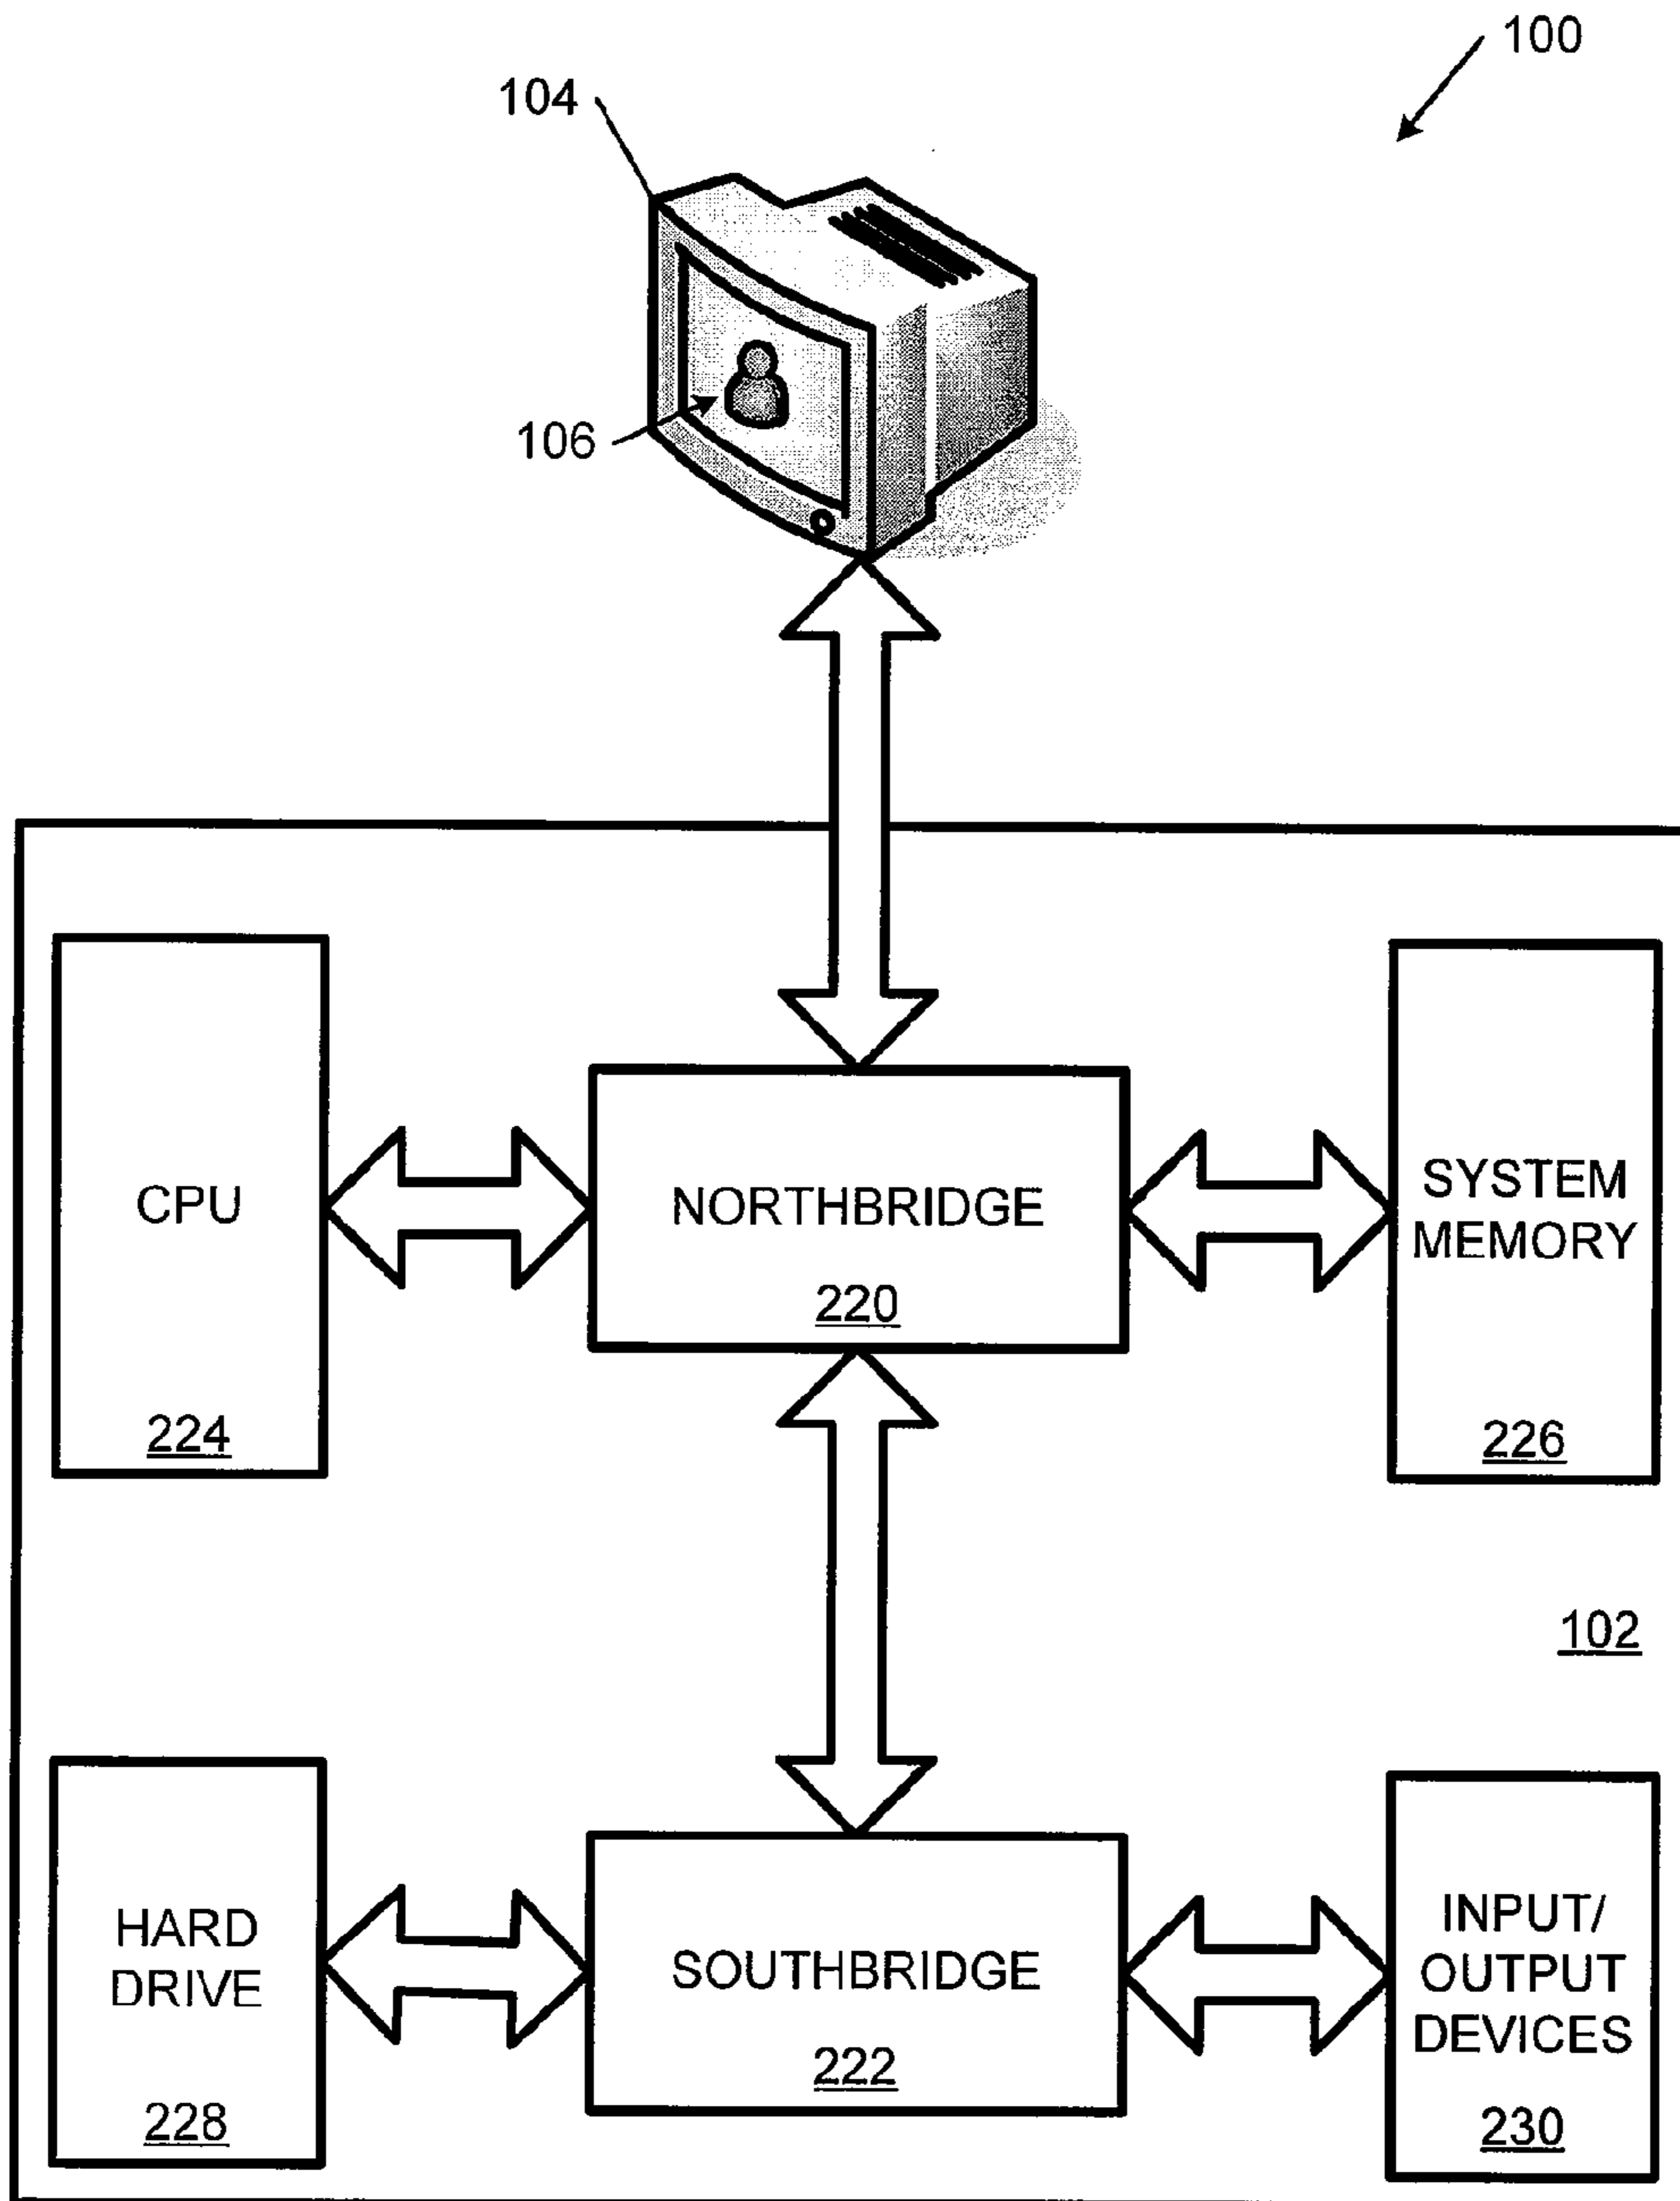 100
104
106
CPU
224
NORTHBRIDGE
220
SYSTEM
MEMORY
226
102
HARD
DRIVE
228
SOUTHBRIDGE
222
INPUT/
OUTPUT
DEVICES
230